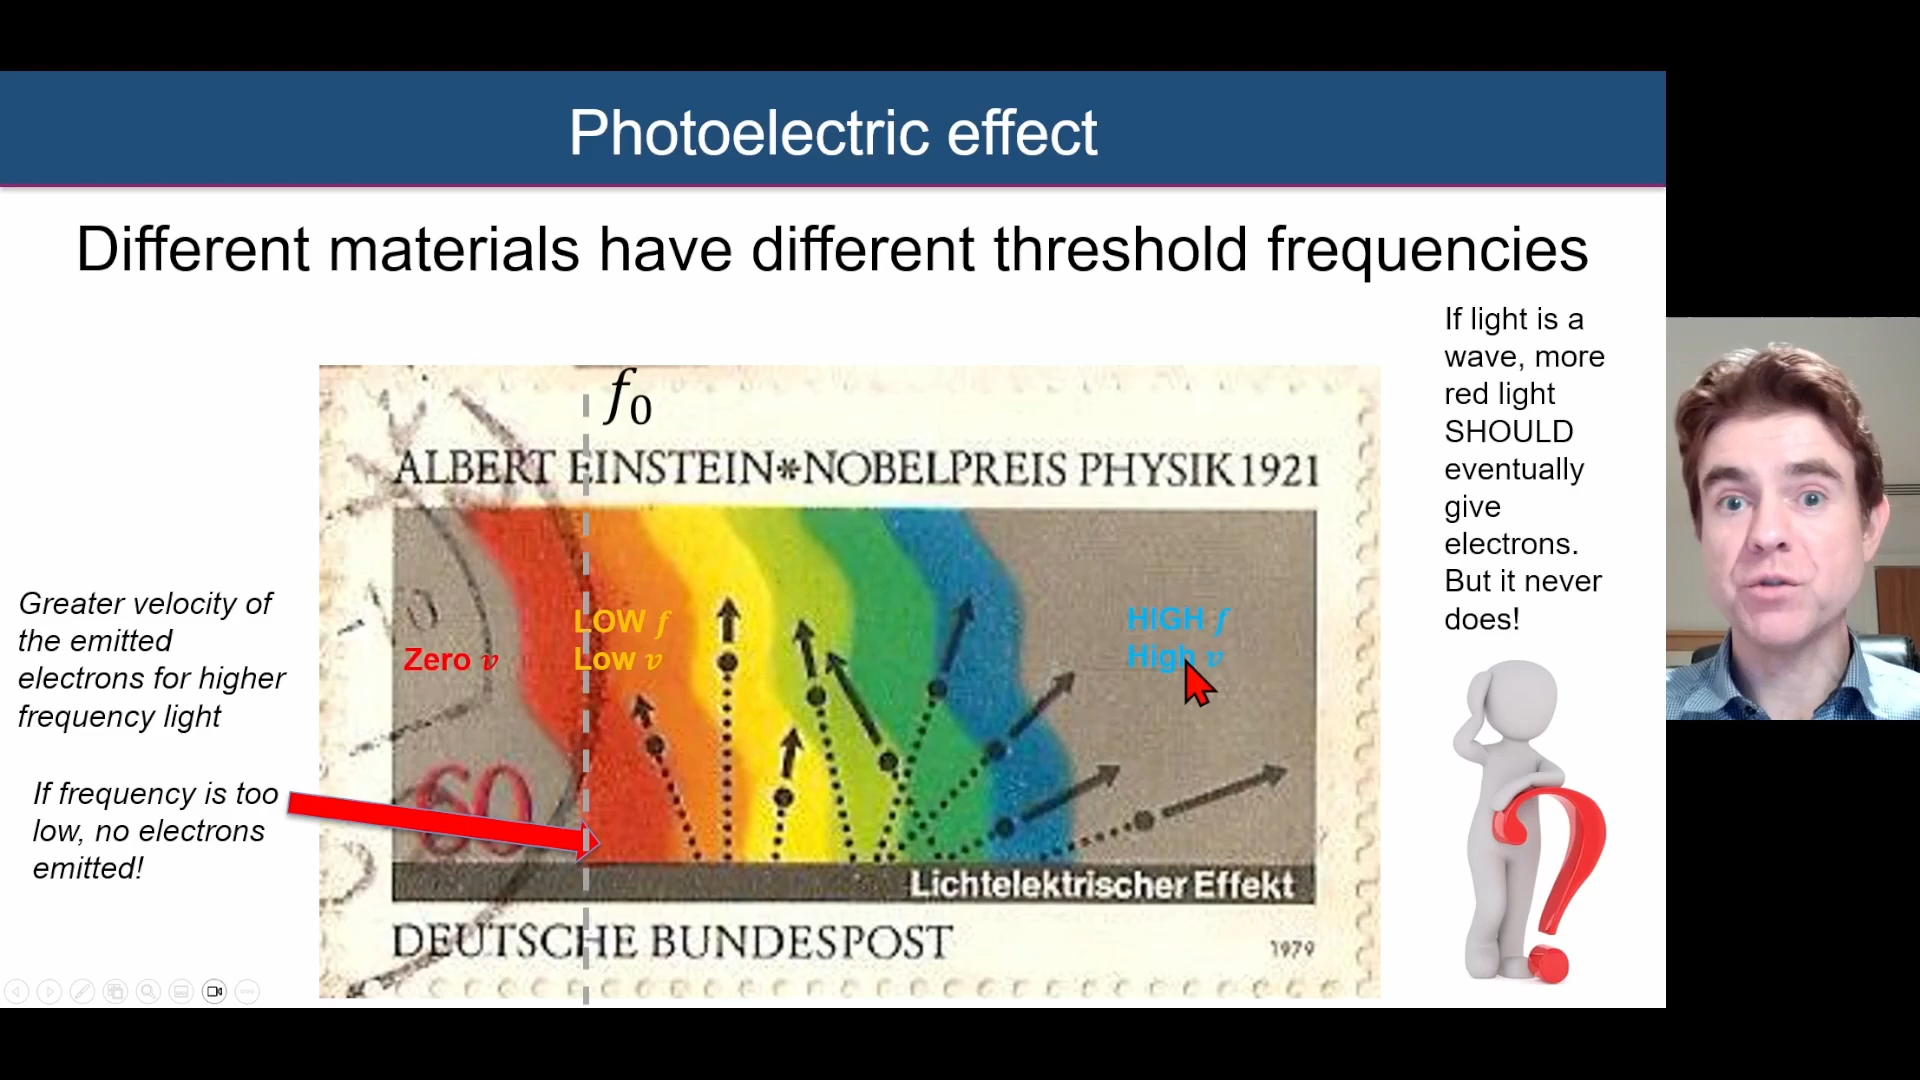 Photoelectric effect
Different materials have different threshold frequencies
If light is a
wave, more
red light
SHOULD
eventually
give
electrons.
But it never
does!
f0
ALBERT EINSTEIN*NOBELPREIS PHYSIK 1921
Greater velocity of
the emitted
electrons for higher
frequency light
Zero v
LOW f
Low v
HIGH f
High v
If frequency is too
low, no electrons
emitted!
60
Lichtelektrischer Effekt
DEUTSCHE BUNDESPOST
1979